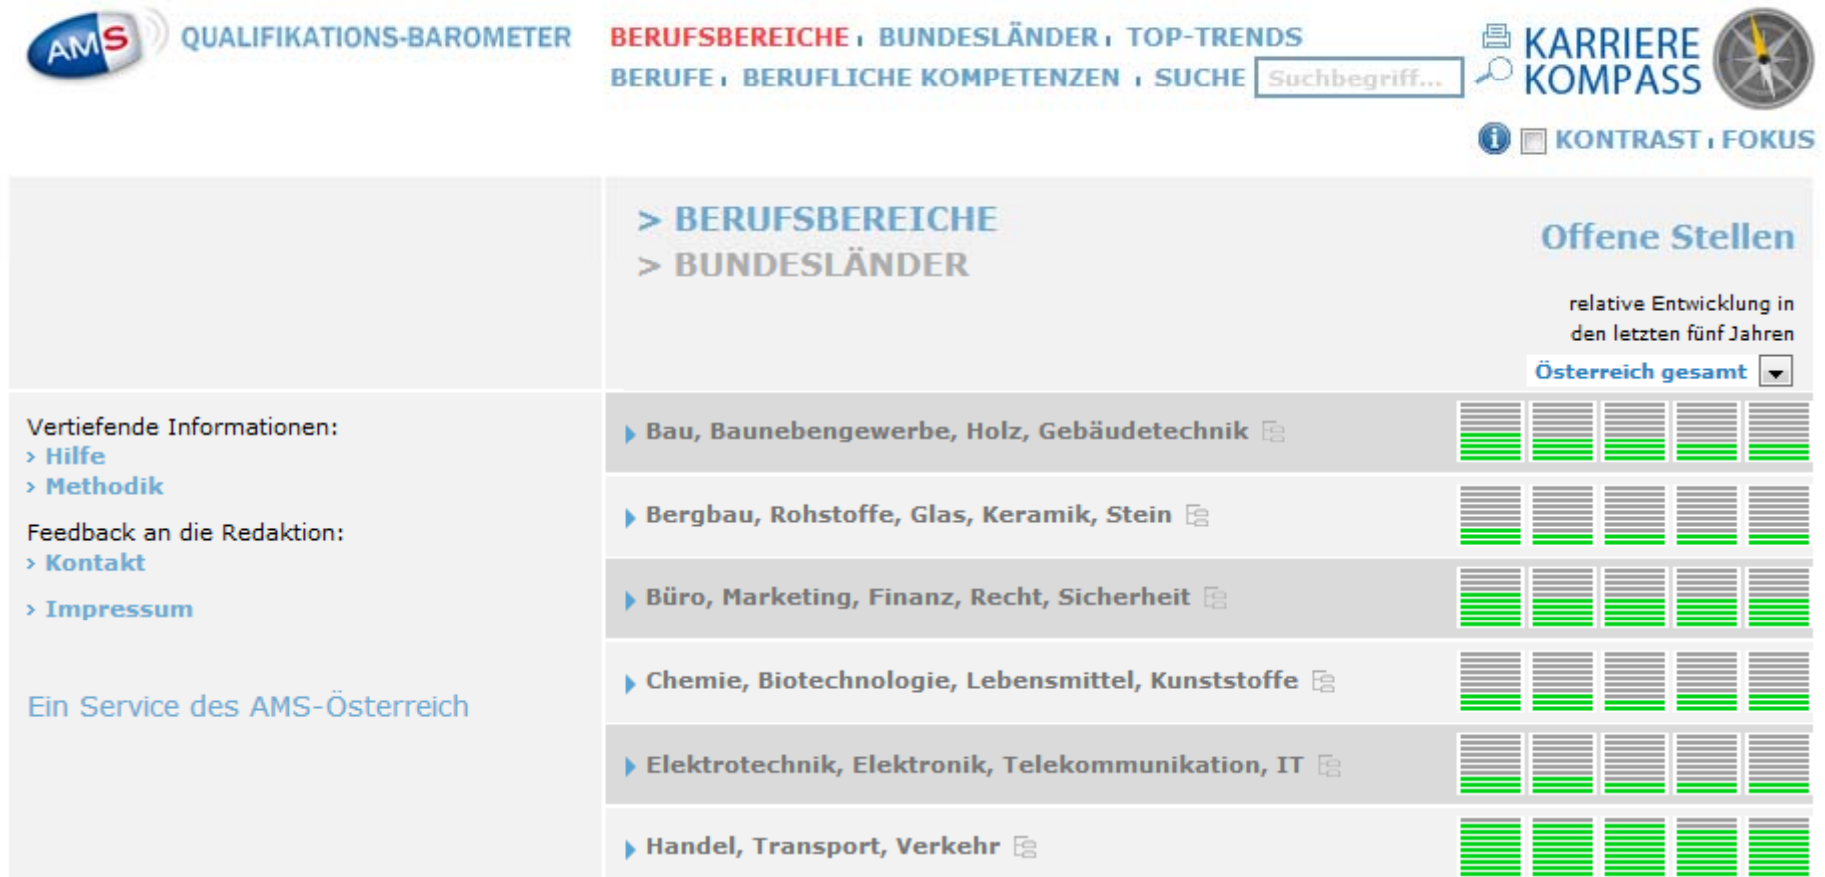 AMS QUALIFIKATIONS-BAROMETER
BERUFSBEREICHE BUNDESLÄNDER TOP-TRENDS
BERUFE BERUFLICHE KOMPETENZEN SUCHE Suchbegriff...
KARRIERE
KOMPASS
KONTRAST FOKUS
> BERUFSBEREICHE
> BUNDESLÄNDER
Offene Stellen
relative Entwicklung in
den letzten fünf Jahren
Österreich gesamt
Vertiefende Informationen:
› Hilfe
› Methodik
Feedback an die Redaktion:
› Kontakt
› Impressum
Ein Service des AMS-Österreich
Bau, Baunebengewerbe, Holz, Gebäudetechnik
Bergbau, Rohstoffe, Glas, Keramik, Stein
Büro, Marketing, Finanz, Recht, Sicherheit
Chemie, Biotechnologie, Lebensmittel, Kunststoffe
Elektrotechnik, Elektronik, Telekommunikation, IT
Handel, Transport, Verkehr